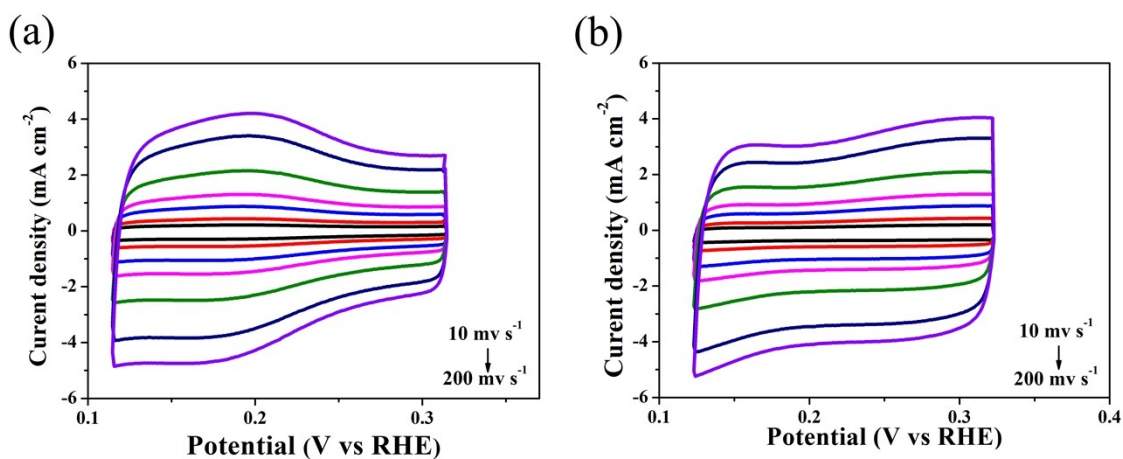 (a)
Curent density (mA cm⁻²)
6
4
2
0
-2
-4
-6
0.1
0.2
0.3
Potential (V vs RHE)
10 mv s⁻¹
200 mv s⁻¹
(b)
Curent density (mA cm⁻²)
6
4
2
0
-2
-4
-6
0.1
0.2
0.3
0.4
Potential (V vs RHE)
10 mv s⁻¹
200 mv s⁻¹